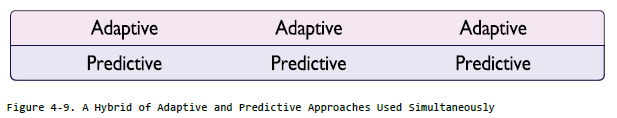 Adaptive Adaptive Adaptive
Predictive Predictive Predictive
Figure 4-9. A Hybrid of Adaptive and Predictive Approaches Used Simultaneously